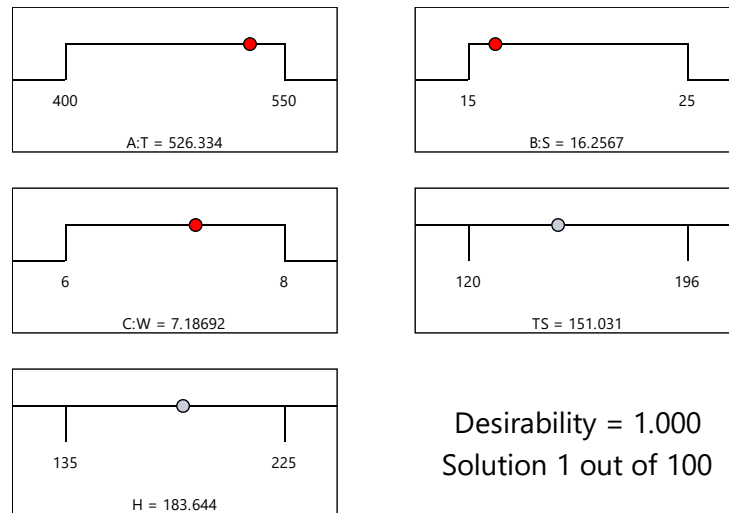 400 550
A:T = 526.334
15 25
B:S = 16.2567
6 8
C:W = 7.18692
120 196
TS = 151.031
135 225
H = 183.644
Desirability = 1.000
Solution 1 out of 100